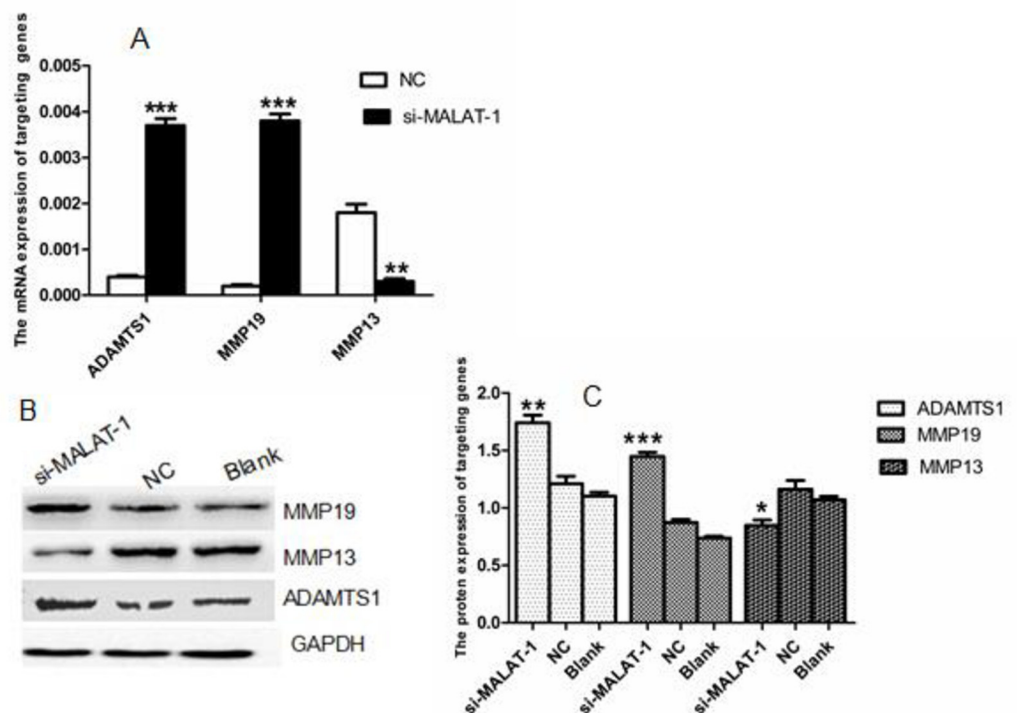 A
The mRNA expression of targeting genes
0.005
0.004
0.003
0.002
0.001
0.000
***
***
**
NC
si-MALAT-1
ADAMTS1
MMP19
MMP13
B
si-MALAT-1
NC
Blank
MMP19
MMP13
ADAMTS1
GAPDH
C
The protien expression of targeting genes
2.0
1.5
1.0
0.5
0.0
**
***
*
ADAMTS1
MMP19
MMP13
si-MALAT-1
NC
Blank
si-MALAT-1
NC
Blank
si-MALAT-1
NC
Blank